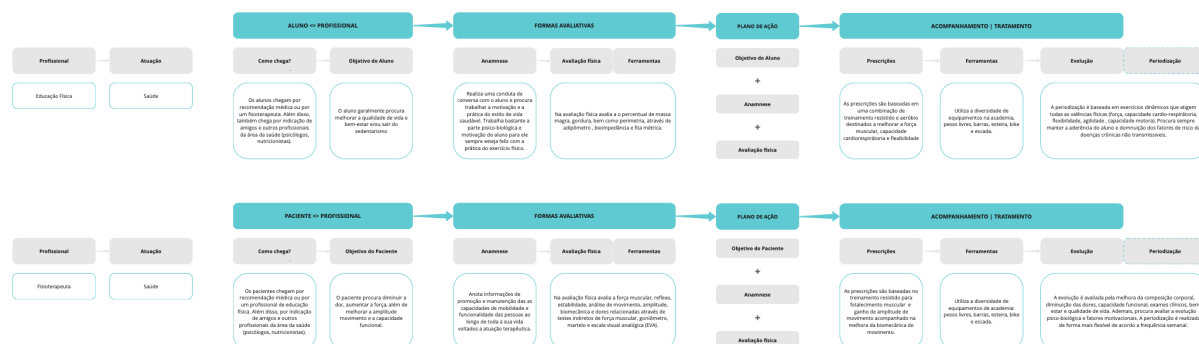 ALUNO <> PROFISSIONAL
FORMAS AVALIATIVAS
PLANO DE AÇÃO
ACOMPANHAMENTO | TRATAMENTO
Profissional
Atuação
Como chega?
Objetivo do Aluno
Anamnese
Avaliação física
Ferramentas
Objetivo do Aluno
+
Anamnese
+
Avaliação física
Prescrições
Ferramentas
Evolução
Periodização
Educação Física
Saúde
Os alunos chegam por
recomendação médica ou por
um fisioterapeuta. Além disso,
também chega por indicação de
amigos e outros profissionais
da área da saúde (psicólogos,
nutricionistas).
O aluno geralmente procura
melhorar a qualidade de vida e
bem-estar e/ou sair do
sedentarismo
Realiza uma conduta de
conversa com o aluno e procura
trabalhar a motivação e a
prática do estilo de vida
saudável. Trabalho bastante a
parte psico-biológica e
motivação do aluno para ele
sempre esteja feliz com a
prática do exercício físico.
Na avaliação física avalia o percentual de massa
magra, gordura, bem como perimetria, através de
adipômetro , bioimpedência e fita métrica.
As prescrições são baseadas em
uma combinação de
treinamento resistido e aeróbio
destinados a melhorar a força
muscular, capacidade
cardiorrespiratória e flexibilidade
Utiliza a diversidade de
equipamentos na academia,
pesos livres, barras, esteira, bike
e escada.
A periodização é baseada em exercícios dinâmicos que atigem
todas as valências físicas (força, capacidade cardio-respiratória,
flexibilidade, agilidade , capacidade motora). Procura sempre
manter a aderência do aluno e dominução dos fatores de risco da
doenças crônicas não transmissíveis.
PACIENTE <> PROFISSIONAL
FORMAS AVALIATIVAS
PLANO DE AÇÃO
ACOMPANHAMENTO | TRATAMENTO
Profissional
Atuação
Como chega?
Objetivo do Paciente
Anamnese
Avaliação física
Ferramentas
Objetivo do Paciente
+
Anamnese
+
Avaliação física
Prescrições
Ferramentas
Evolução
Periodização
Fisioterapeuta
Saúde
Os pacientes chegam por
recomendação médica ou por
um profissional de educação
física. Além disso, por indicação
de amigos e outros
profissionais da área da saúde
(psicólogos, nutricionistas).
O paciente procura diminuir a
dor, aumentar a força, além de
melhorar a amplitude
movimento e a capacidade
funcional.
Anota informações de
promoção e manutenção das as
capacidades de mobilidade e
funcionalidade das pessoas ao
longo de toda a sua vida
voltados a atuação terapêutica.
Na avaliação física avalia a força muscular, reflexo,
estabilidade, análise de movimento, amplitude,
biomecânica e dores relacionadas através de
testes indiretos de força muscular, goniômetro,
martelo e escala visual analógica (EVA).
As prescrições são baseadas no
treinamento resistido para
fotalecimento muscular e
ganho de amplitude do
movimento acompanhado na
melhora da biomecânica do
movimento.
Utiliza a diversidade de
equipamentos de academia:
pesos livres, barras, esteira, bike
e escada.
A evolução é avaliada pela melhora da composição corporal,
diminuição das dores, capacidade funcional, exames clínicos, bem
estar e qualidade de vida. Ademais, procura avaliar a evolução
psico-biológica e fatores motivacionais. A periodização é realizada
de forma mais flexível de acordo a frequência semanal.